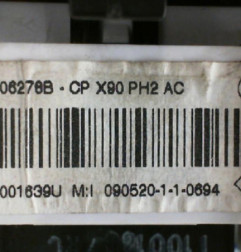 06276B - CP X90 PH2 AC
001639U M:I 090520-1-1-0694